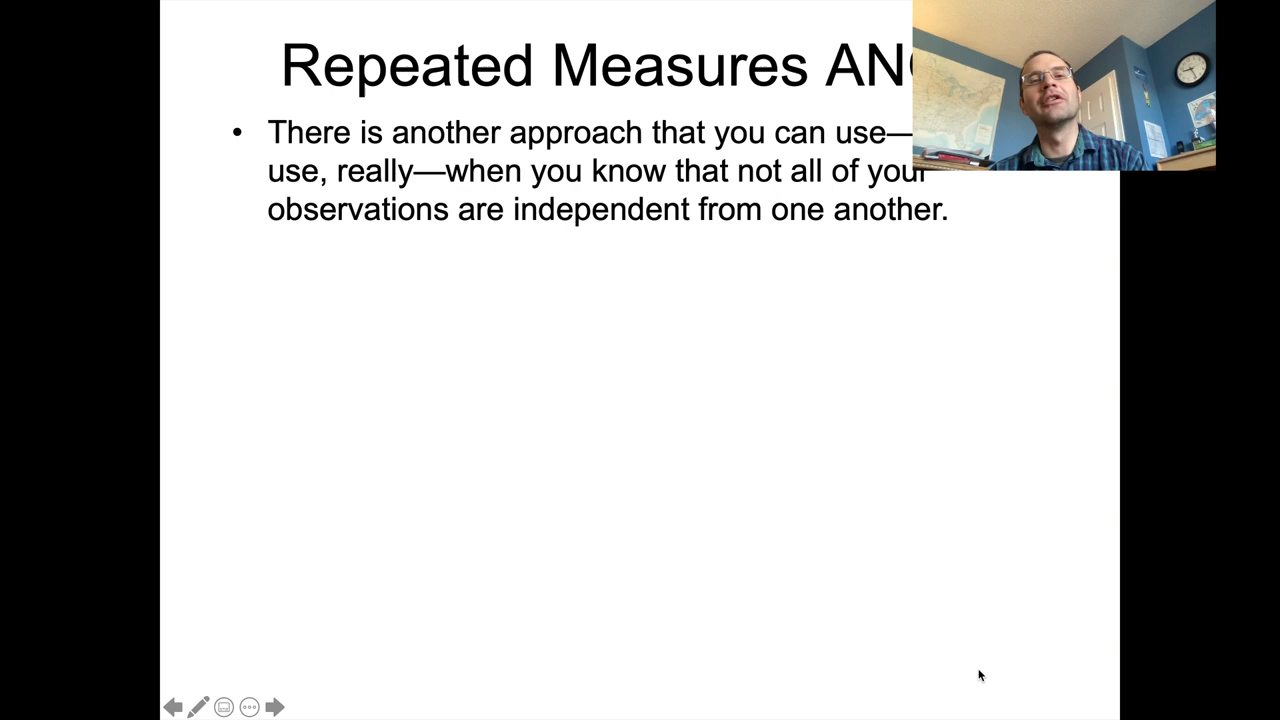 Repeated Measures AN
• There is another approach that you can use—
use, really—when you know that not all of your
observations are independent from one another.